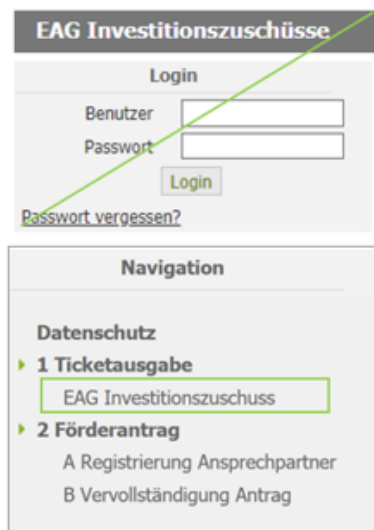 EAG Investitionszuschüsse
Login
Benutzer
Passwort
Login
Passwort vergessen?
Navigation
Datenschutz
1 Ticketausgabe
EAG Investitionszuschuss
2 Förderantrag
A Registrierung Ansprechpartner
B Vervollständigung Antrag